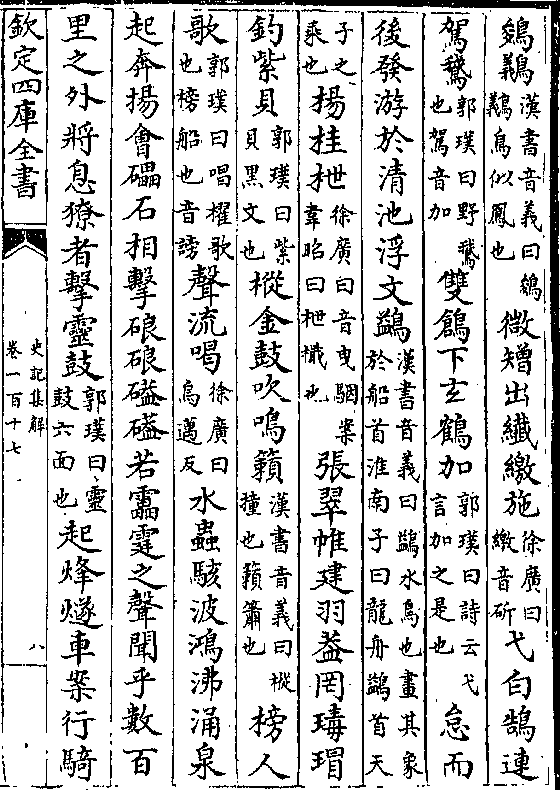 鵕鸃漢書音義曰鵕鸃鳥似鳳也微矰出纖繳施徐廣曰繳音斫弋白鵠連
駕鵝郭璞曰野鵝也駕音加雙鶬下玄鶴加郭璞曰詩云弋言加之是也怠而
後發游於清池浮文鷁漢書音義曰鷁水鳥也畫其象於船首淮南子曰龍舟鷁首天
子之乗也揚桂枻徐廣曰音曳駰案韋昭曰枻檝也張翠帷建羽葢罔瑇瑁
釣紫貝郭璞曰紫貝黒文也樅金鼓吹鳴籟漢書音義曰樅撞也籟簫也榜人
歌郭璞曰唱櫂歌也榜船也音謗聲流喝徐廣曰烏邁反水蟲駭波鴻沸涌泉
起奔揚會礧石相擊硠硠礚礚若靁霆之聲聞乎數百
里之外將息獠者擊靈鼓郭璞曰靈鼓六面也起烽燧車案行騎
欽定四庫全書
史記集解
卷一百十七
八